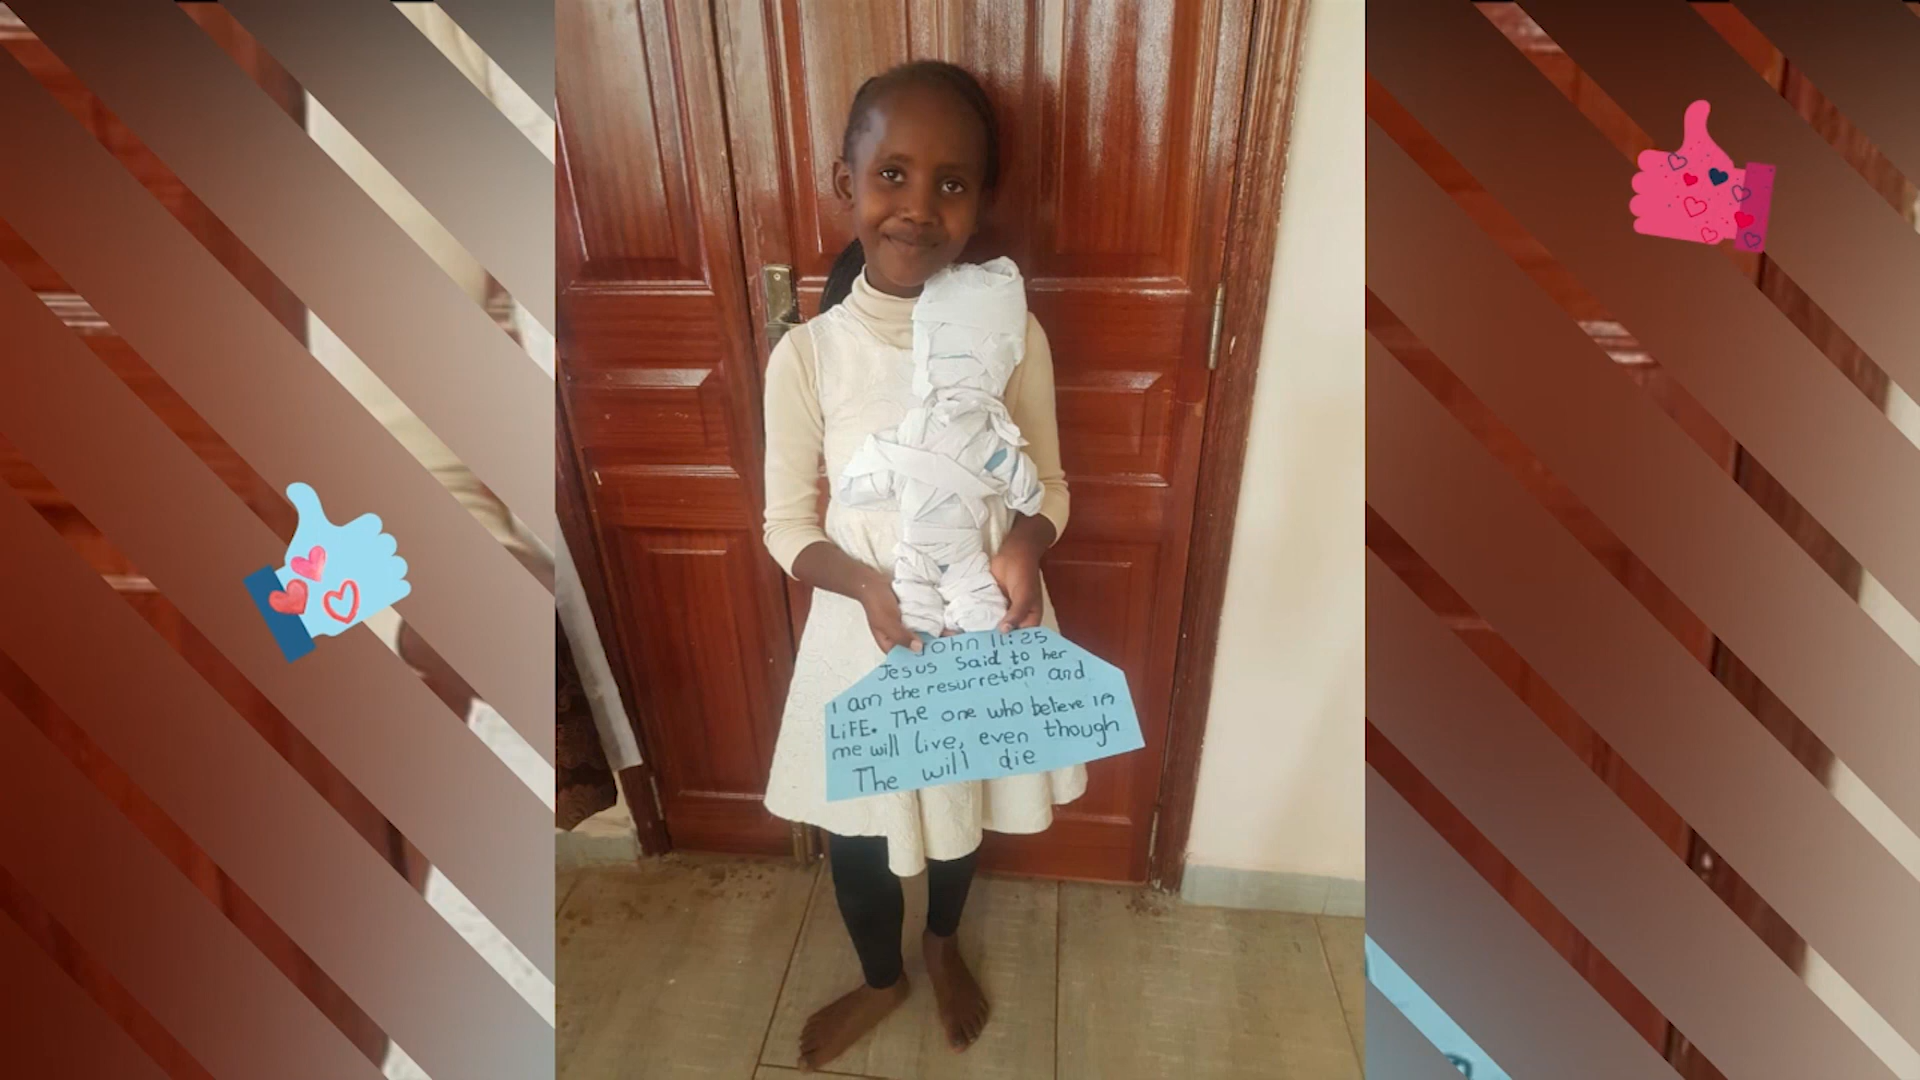 John 11:25
Jesus said to her
I am the resurretion and
LiFE. The one who believe in
me will live, even though
The will die